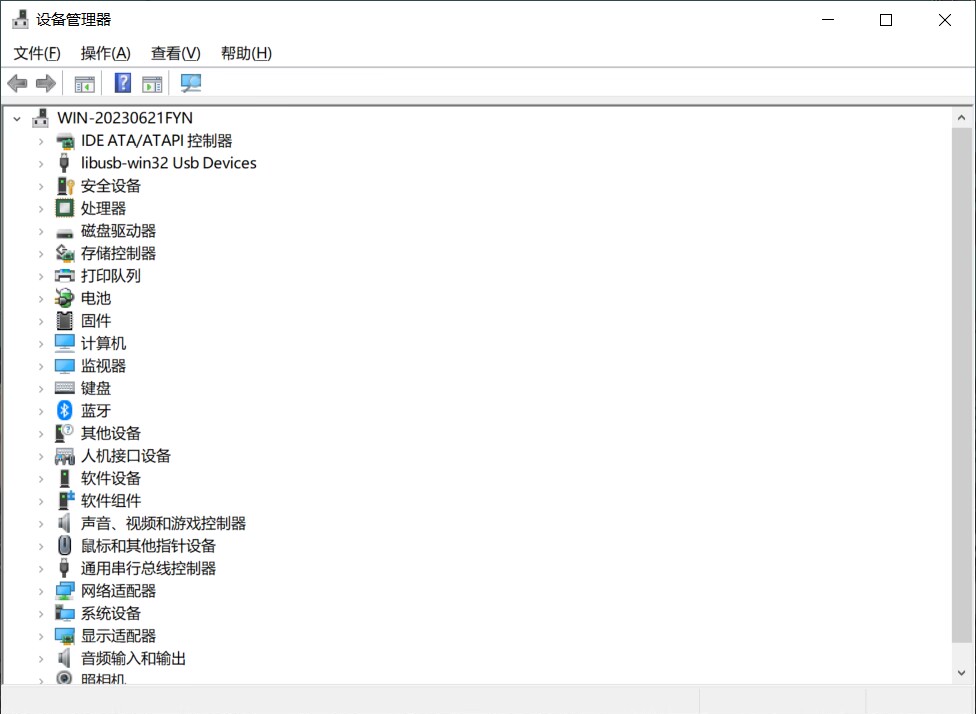 设备管理器
文件(F) 操作(A) 查看(V) 帮助(H)
WIN-20230621FYN
IDE ATA/ATAPI 控制器
libusb-win32 Usb Devices
安全设备
处理器
磁盘驱动器
存储控制器
打印队列
电池
固件
计算机
监视器
键盘
蓝牙
其他设备
人机接口设备
软件设备
软件组件
声音、视频和游戏控制器
鼠标和其他指针设备
通用串行总线控制器
网络适配器
系统设备
显示适配器
音频输入和输出
照相机